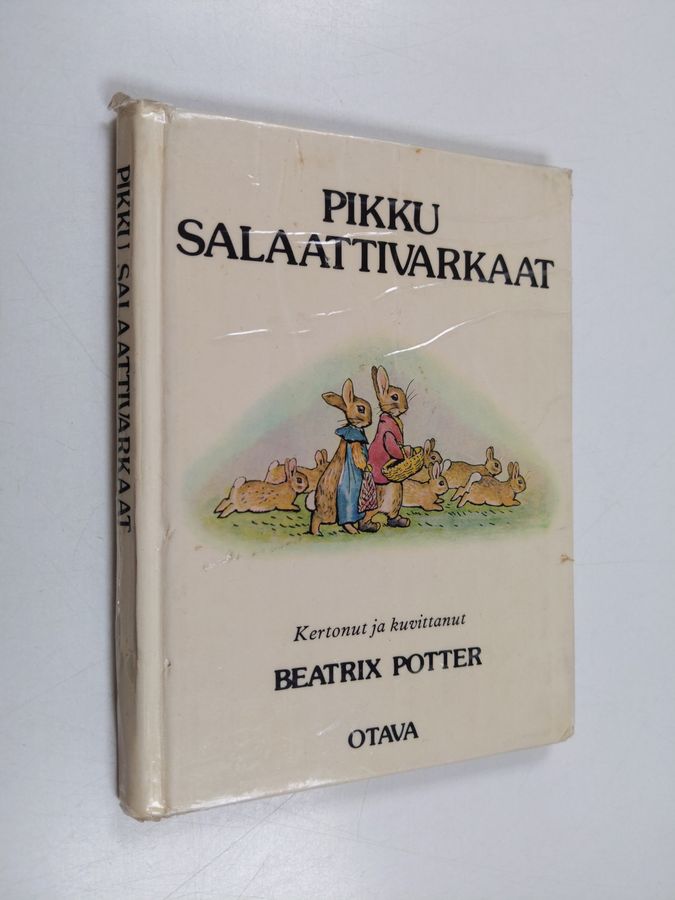 PIKKU SALAATTIVARKAAT
PIKKU
SALAATTIVARKAAT
Kertonut ja kuvittanut
BEATRIX POTTER
OTAVA